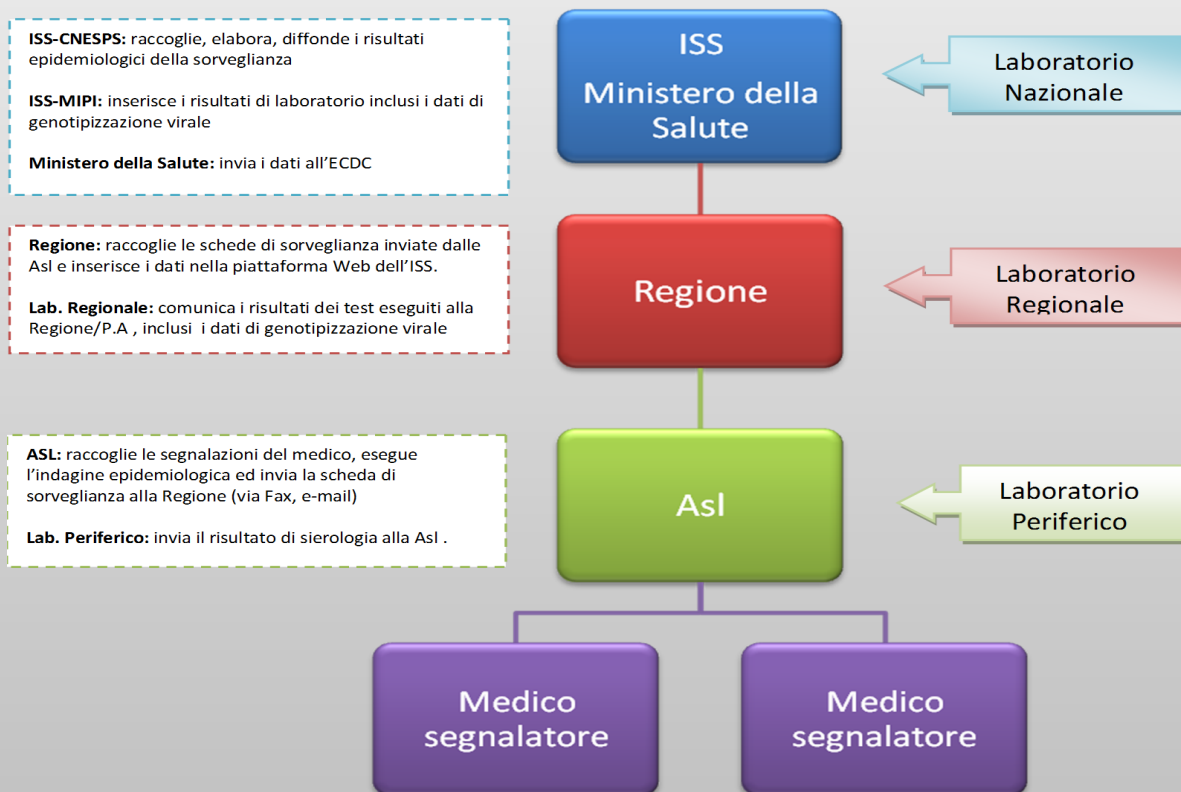 ISS-CNESPS: raccoglie, elabora, diffonde i risultati
epidemiologici della sorveglianza
ISS-MIPI: inserisce i risultati di laboratorio inclusi i dati di
genotipizzazione virale
Ministero della Salute: invia i dati all'ECDC
ISS
Ministero della
Salute
Laboratorio
Nazionale
Regione: raccoglie le schede di sorveglianza inviate dalle
Asl e inserisce i dati nella piattaforma Web dell'ISS.
Lab. Regionale: comunica i risultati dei test eseguiti alla
Regione/P.A , inclusi i dati di genotipizzazione virale
Regione
Laboratorio
Regionale
ASL: raccoglie le segnalazioni del medico, esegue
l'indagine epidemiologica ed invia la scheda di
sorveglianza alla Regione (via Fax, e-mail)
Lab. Periferico: invia il risultato di sierologia alla Asl .
Asl
Laboratorio
Periferico
Medico
segnalatore
Medico
segnalatore